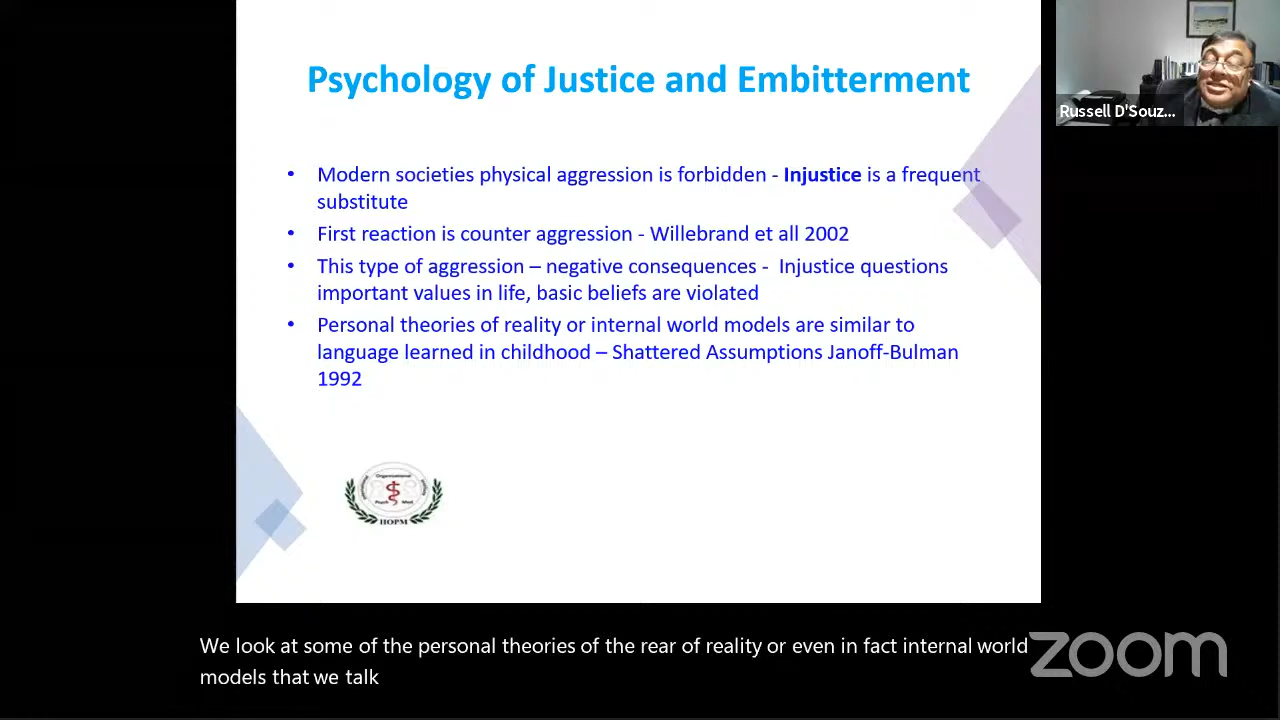 Psychology of Justice and Embitterment
Russell D'Souz...
• Modern societies physical aggression is forbidden - Injustice is a frequent
substitute
• First reaction is counter aggression - Willebrand et all 2002
• This type of aggression – negative consequences - Injustice questions
important values in life, basic beliefs are violated
• Personal theories of reality or internal world models are similar to
language learned in childhood – Shattered Assumptions Janoff-Bulman
1992
Organizational
Psych Med
IIOPM
We look at some of the personal theories of the rear of reality or even in fact internal world
models that we talk
zoom